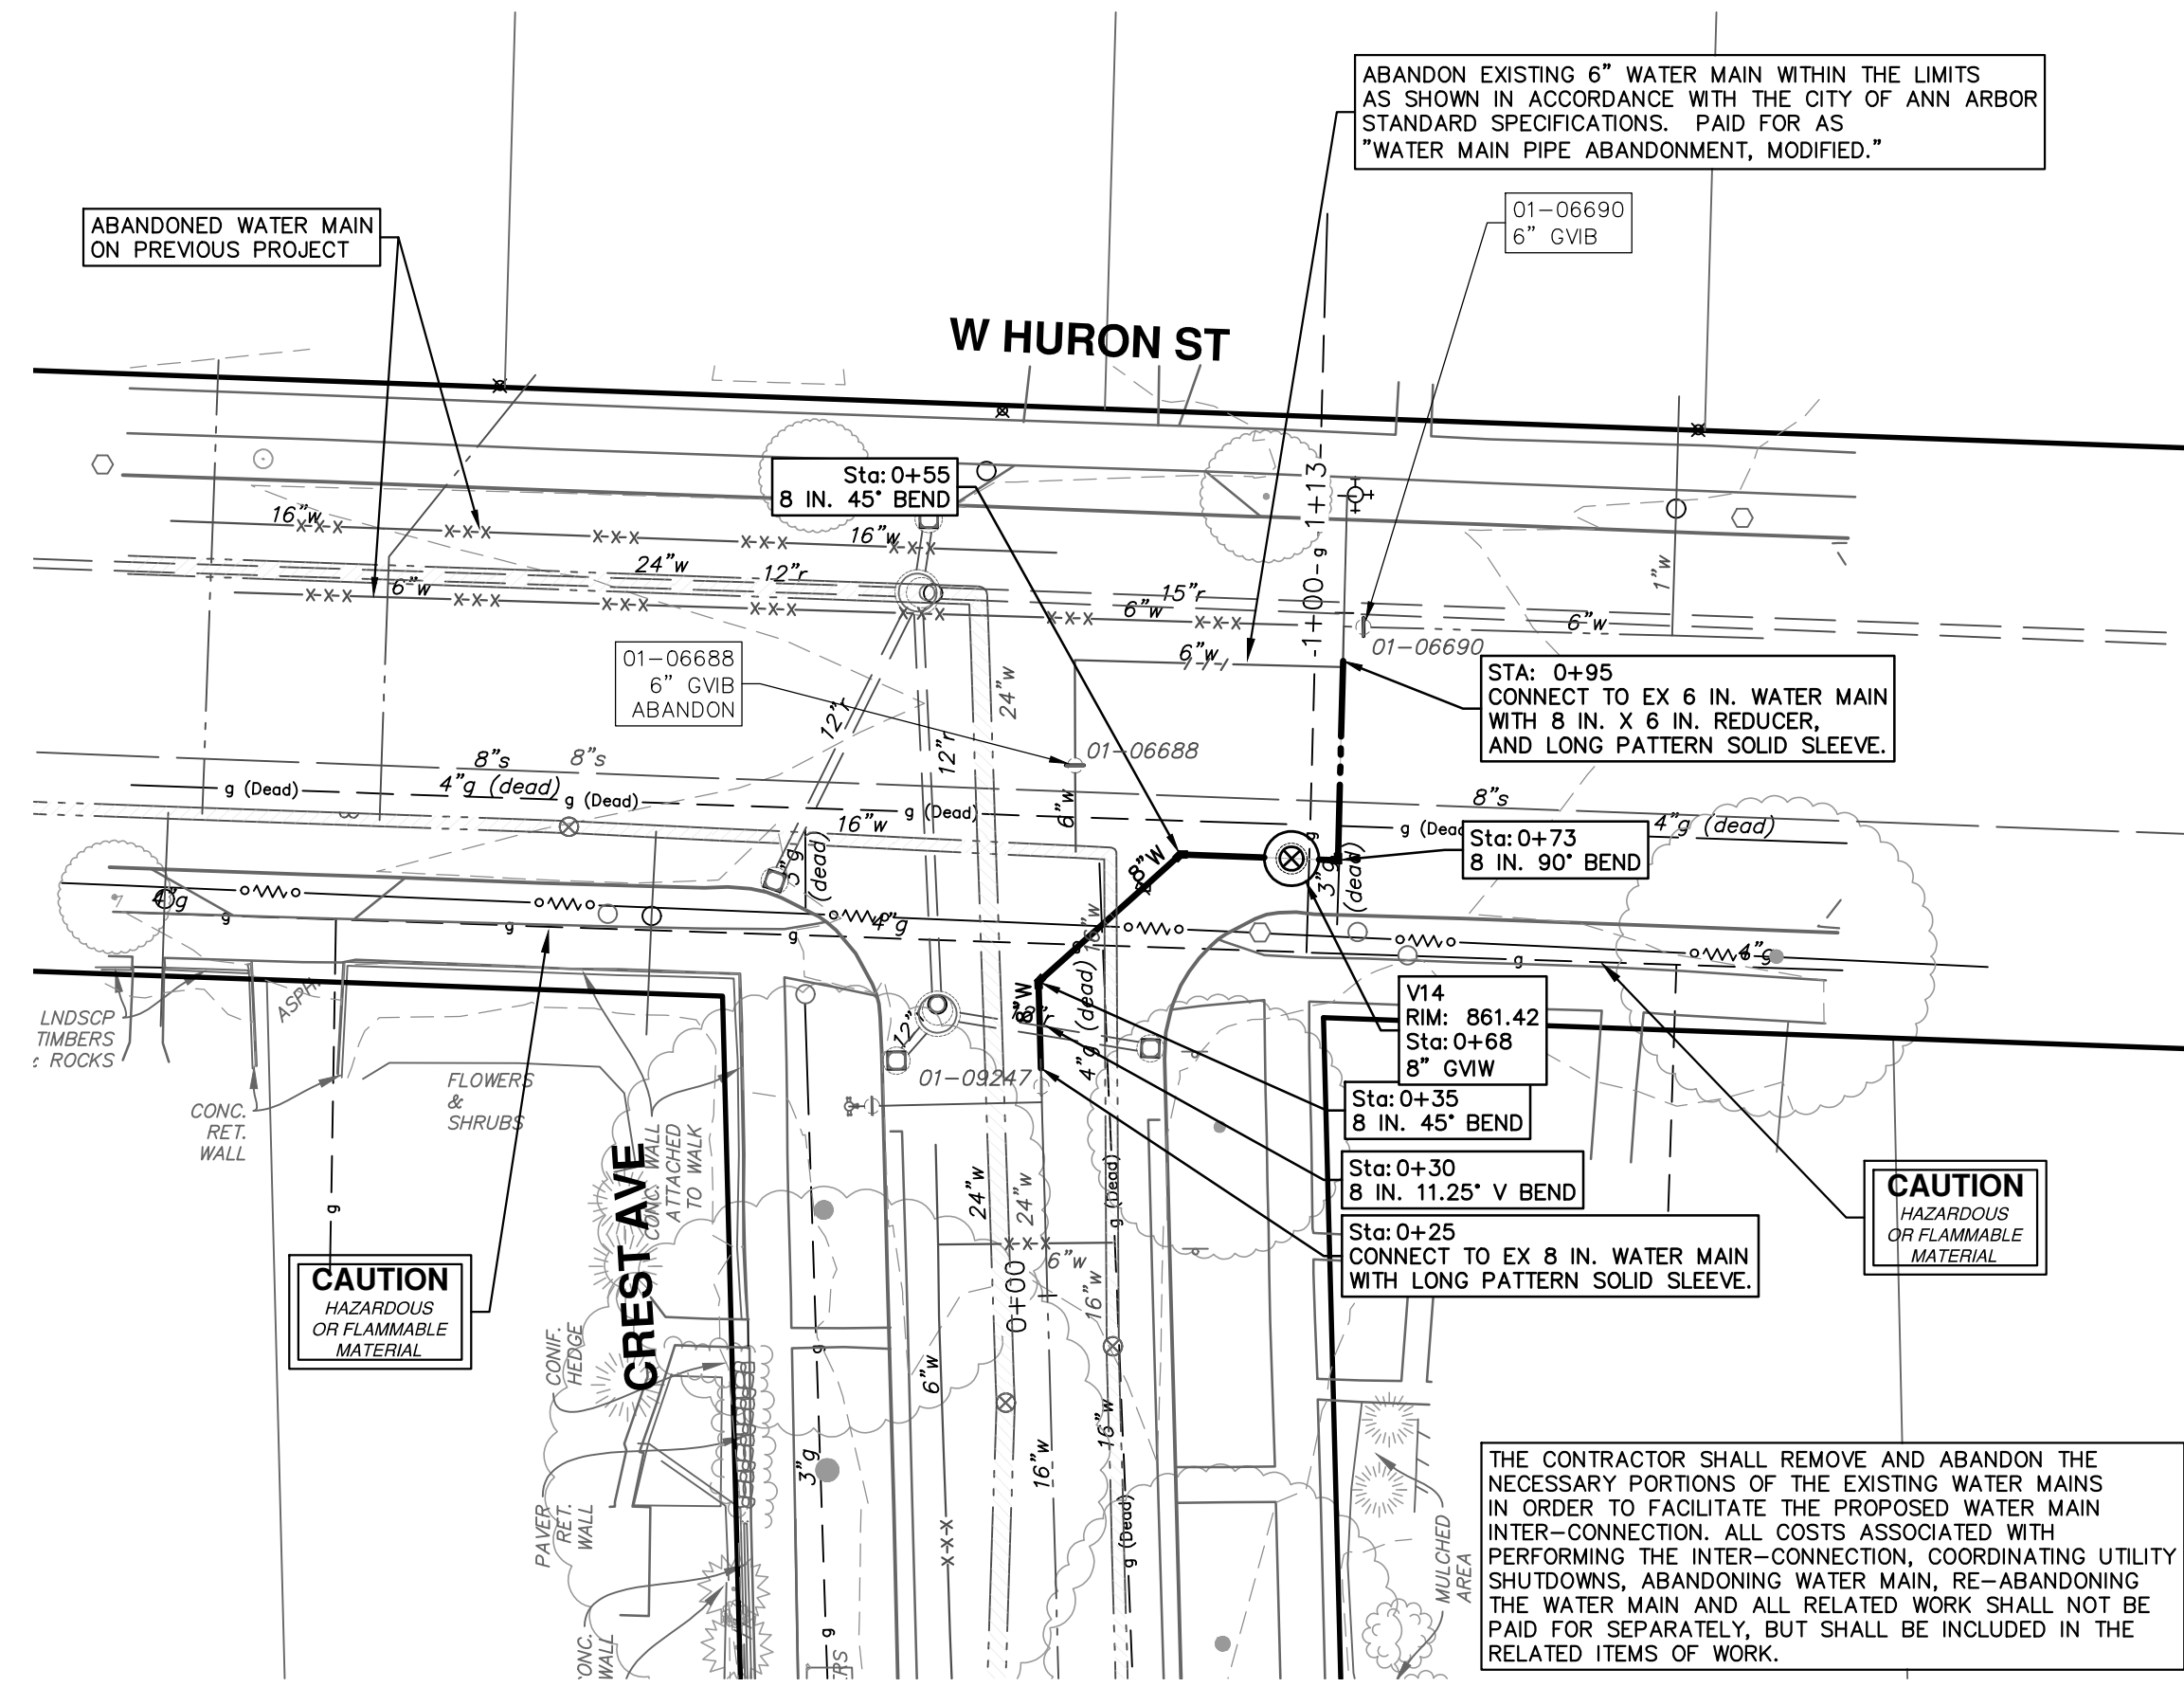 ABANDON EXISTING 6” WATER MAIN WITHIN THE LIMITS
AS SHOWN IN ACCORDANCE WITH THE CITY OF ANN ARBOR
STANDARD SPECIFICATIONS. PAID FOR AS
”WATER MAIN PIPE ABANDONMENT, MODIFIED.”
01-06690
6” GVIB
ABANDONED WATER MAIN
ON PREVIOUS PROJECT
W HURON ST
Sta: 0+55
8 IN. 45° BEND
1+13
1+00
g
16”w
16”w
24”w
12”r
6”w
15”r
6”w
6”w
1”w
6”w
01-06690
01-06688
6” GVIB
ABANDON
24”w
12”r
12”r
01-06688
STA: 0+95
CONNECT TO EX 6 IN. WATER MAIN
WITH 8 IN. X 6 IN. REDUCER,
AND LONG PATTERN SOLID SLEEVE.
8”s
8”s
4”g (dead)
g (Dead)
g (Dead)
g (Dead)
16”w
6”w
8”s
4”g (dead)
g
Sta: 0+73
8 IN. 90° BEND
8”W
3”g
(dead)
3”g
(dead)
4”g
g
g
g
4”g
16”w
g
4”g
V14
RIM: 861.42
Sta: 0+68
8” GVIW
8”W
12”r
12”r
4”g (dead)
01-09247
LNDSCP
TIMBERS
& ROCKS
CONC.
RET.
WALL
FLOWERS
&
SHRUBS
Sta: 0+35
8 IN. 45° BEND
Sta: 0+30
8 IN. 11.25° V BEND
Sta: 0+25
CONNECT TO EX 8 IN. WATER MAIN
WITH LONG PATTERN SOLID SLEEVE.
CAUTION
HAZARDOUS
OR FLAMMABLE
MATERIAL
CAUTION
HAZARDOUS
OR FLAMMABLE
MATERIAL
g
CREST AVE
CONC. WALL
ATTACHED
TO WALK
24”w
24”w
g (Dead)
6”w
0+00
16”w
CONIF.
HEDGE
g
6”w
16”w
16”w
3”g
PAVER
RET.
WALL
g (Dead)
g
MULCHED
AREA
THE CONTRACTOR SHALL REMOVE AND ABANDON THE
NECESSARY PORTIONS OF THE EXISTING WATER MAINS
IN ORDER TO FACILITATE THE PROPOSED WATER MAIN
INTER-CONNECTION. ALL COSTS ASSOCIATED WITH
PERFORMING THE INTER-CONNECTION, COORDINATING UTILITY
SHUTDOWNS, ABANDONING WATER MAIN, RE-ABANDONING
THE WATER MAIN AND ALL RELATED WORK SHALL NOT BE
PAID FOR SEPARATELY, BUT SHALL BE INCLUDED IN THE
RELATED ITEMS OF WORK.